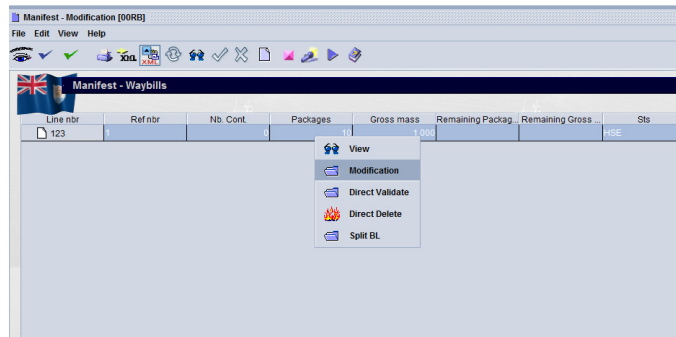 Manifest - Modification [00RB]
File Edit View Help
XML XML
Manifest - Waybills
Line nbr Ref nbr Nb. Cont. Packages Gross mass Remaining Packag... Remaining Gross ... Sts
123 1 0 10 1 000 HSE
View
Modification
Direct Validate
Direct Delete
Split BL